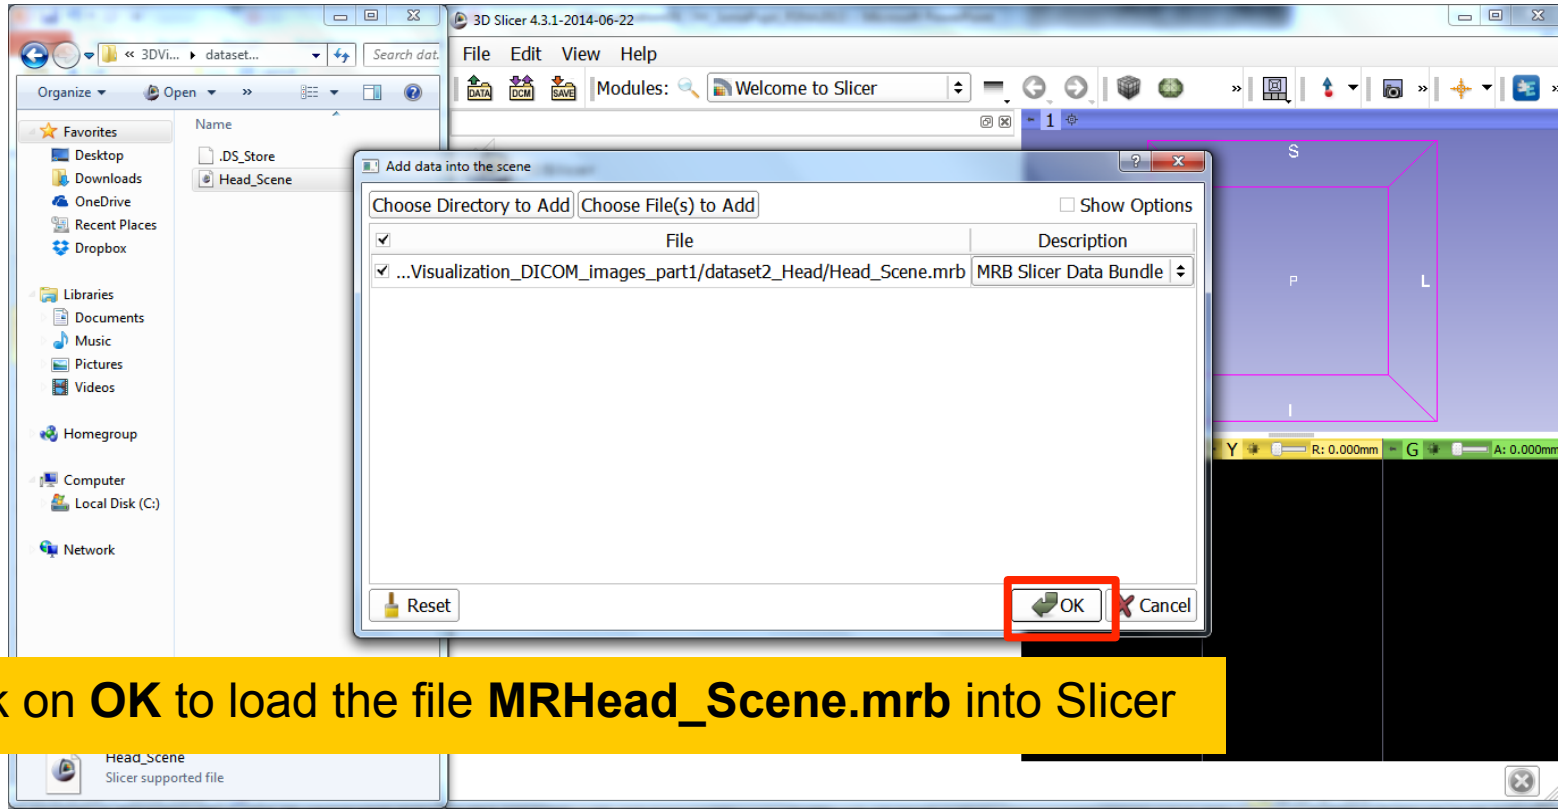 3D Slicer 4.3.1-2014-06-22
« 3DVi... ▸ dataset...
Search dat.
File Edit View Help
Organize Open »
DATA DCM SAVE Modules: Welcome to Slicer » »
Name
1
Favorites
Desktop
Downloads
OneDrive
Recent Places
Dropbox
.DS_Store
Head_Scene
Libraries
Documents
Music
Pictures
Videos
Homegroup
Computer
Local Disk (C:)
Network
Add data into the scene
Choose Directory to Add Choose File(s) to Add Show Options
File Description
...Visualization_DICOM_images_part1/dataset2_Head/Head_Scene.mrb MRB Slicer Data Bundle
Reset OK Cancel
S
P L
I
Y R: 0.000mm G A: 0.000mm
k on OK to load the file MRHead_Scene.mrb into Slicer
Head_Scene
Slicer supported file